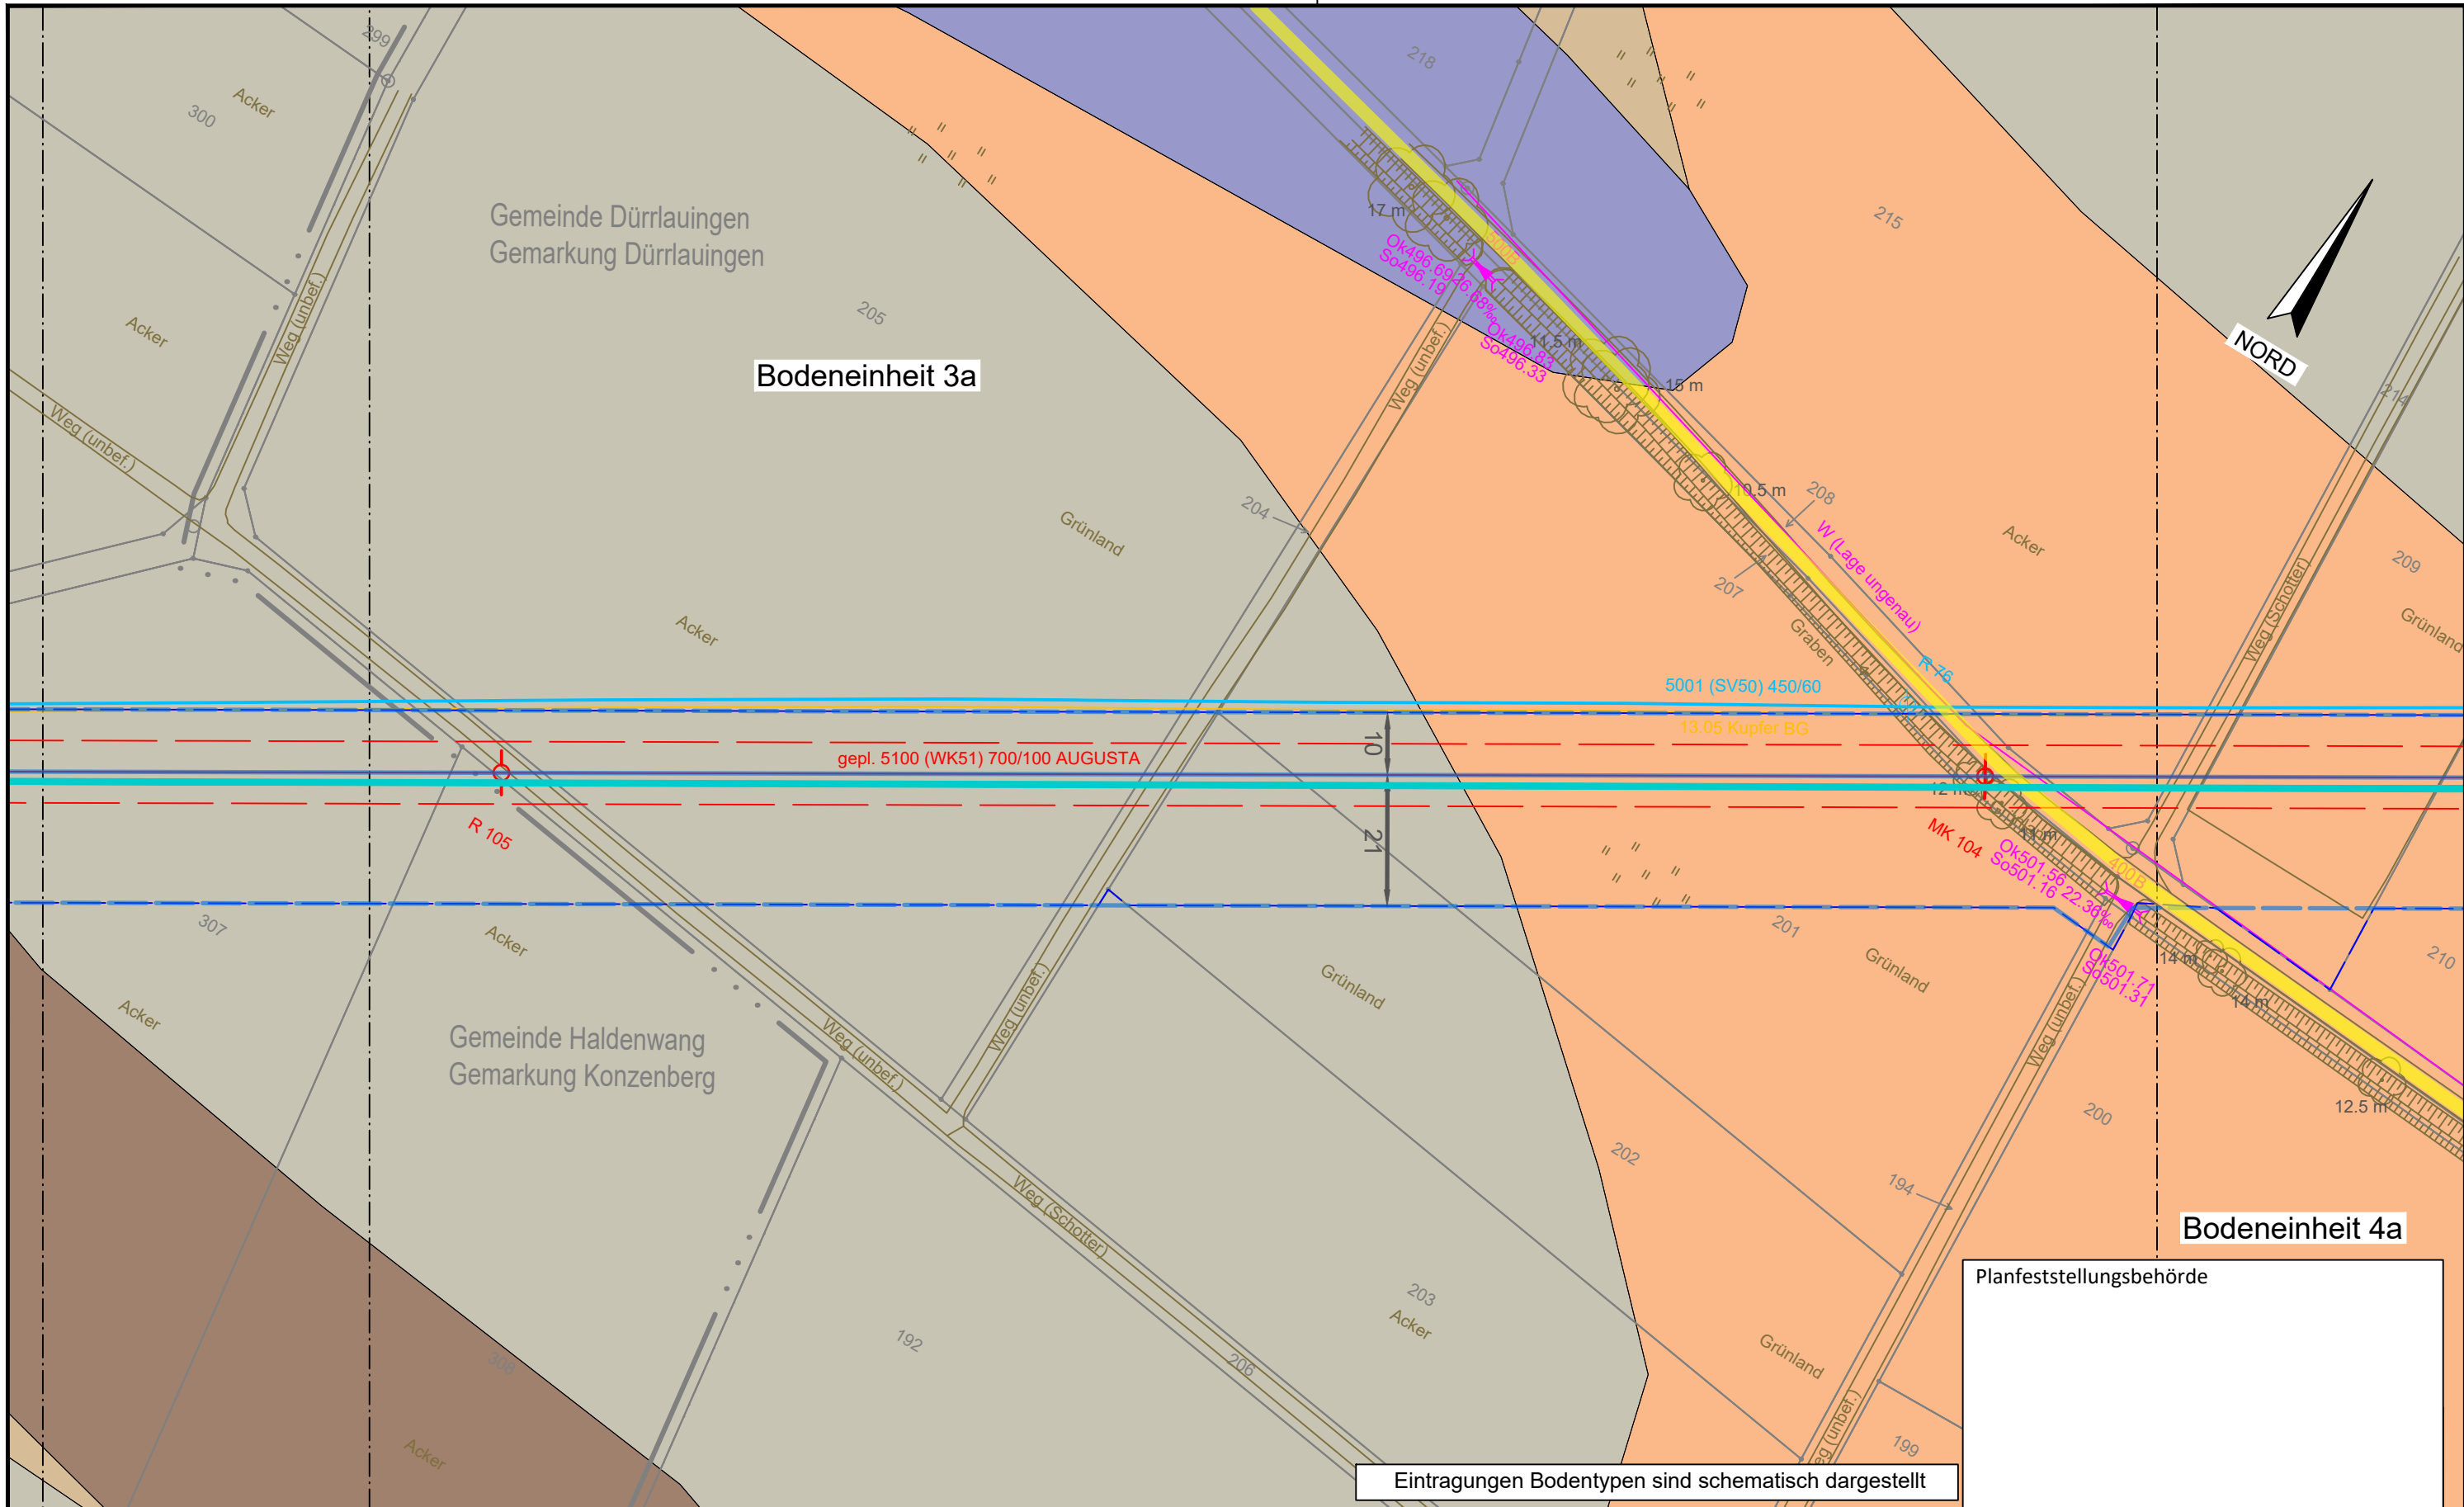 299
300
Acker
218
215
Gemeinde Dürrlauingen
Gemarkung Dürrlauingen
17 m
500B
Ok496.69
So496.19
26.68‰
Ok496.83
So496.33
11.5 m
15 m
205
Acker
Weg (unbef.)
Weg (unbef.)
NORD
Bodeneinheit 3a
214
Weg (unbef.)
10.5 m
208
204
Grünland
W (Lage ungenau)
Acker
209
207
Weg (Schotter)
Grünland
Acker
Graben
R 76
5001 (SV50) 450/60
13.05 Kupfer BG
10
gepl. 5100 (WK51) 700/100 AUGUSTA
21
R 105
12 m
11 m
MK 104
Ok501.56
So501.16
22.36‰
400B
307
Acker
Acker
201
Grünland
Grünland
14 m
Ok501.71
So501.31
14 m
210
Gemeinde Haldenwang
Gemarkung Konzenberg
Weg (unbef.)
Weg (unbef.)
Weg (unbef.)
12.5 m
200
202
194
Weg (Schotter)
Bodeneinheit 4a
Planfeststellungsbehörde
203
Acker
192
206
308
Grünland
Acker
199
Eintragungen Bodentypen sind schematisch dargestellt